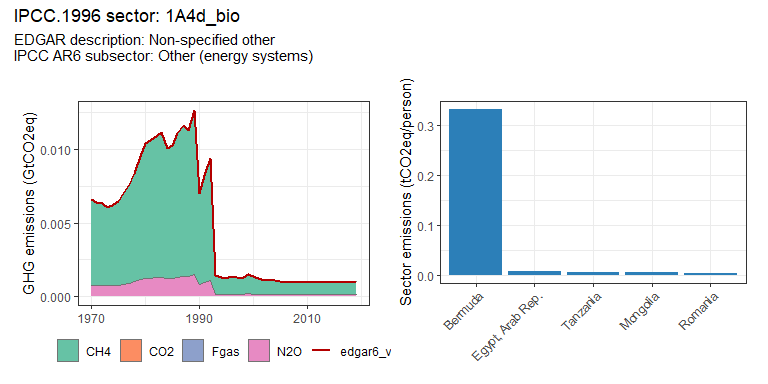 IPCC.1996 sector: 1A4d_bio
EDGAR description: Non-specified other
IPCC AR6 subsector: Other (energy systems)
GHG emissions (GtCO2eq)
0.010
0.005
0.000
1970
1990
2010
CH4
CO2
Fgas
N2O
edgar6_v
Sector emissions (tCO2eq/person)
0.3
0.2
0.1
0.0
Bermuda
Egypt, Arab Rep.
Tanzania
Mongolia
Romania